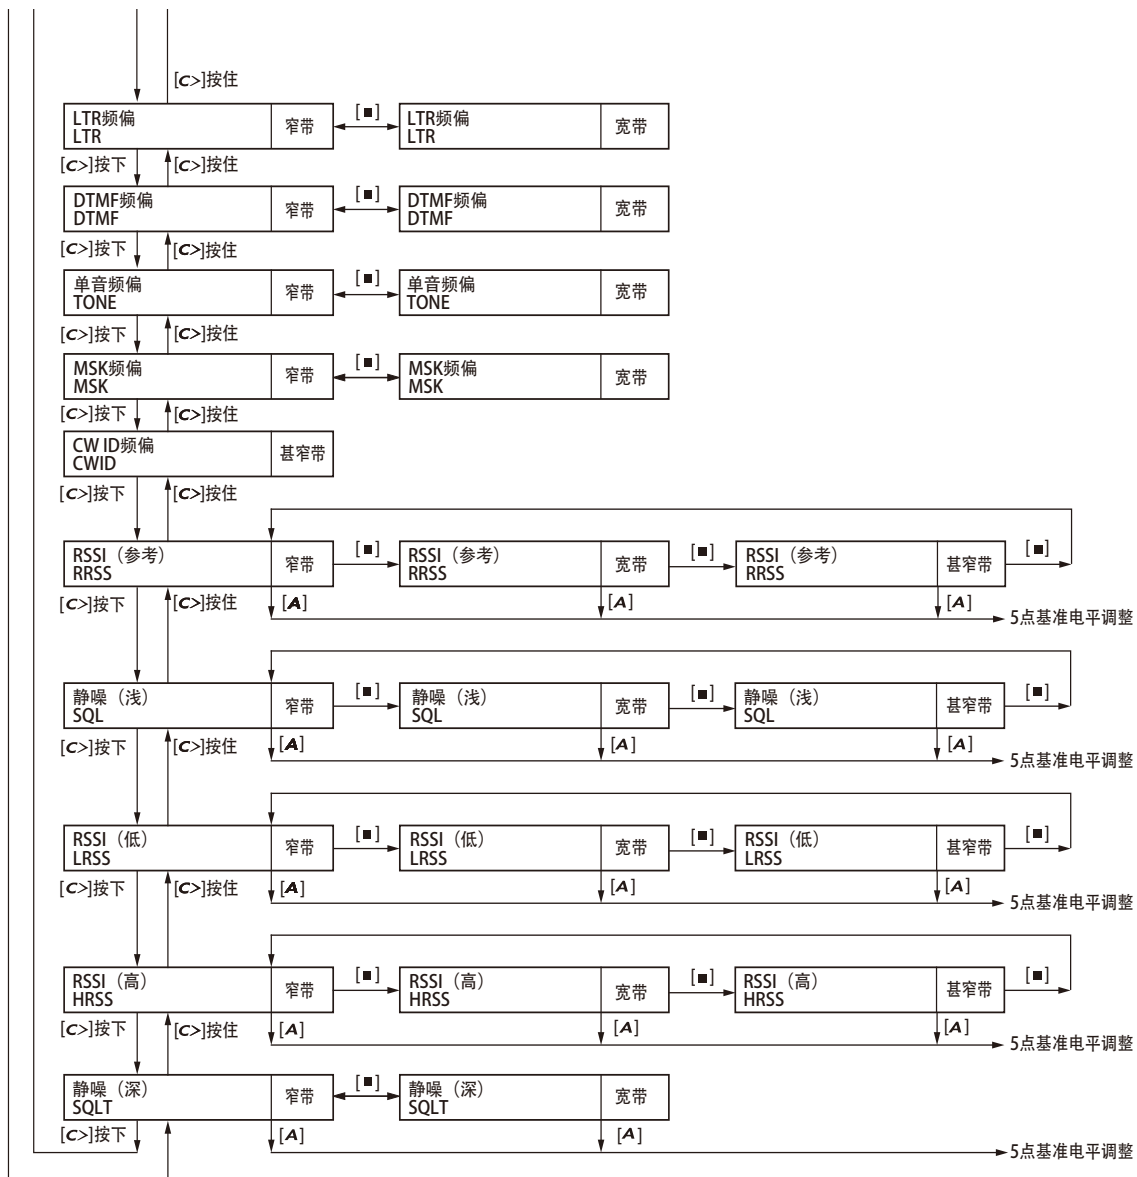 [C>]按住
LTR频偏
LTR
窄带
[■]
LTR频偏
LTR
宽带
[C>]按下
[C>]按住
DTMF频偏
DTMF
窄带
[■]
DTMF频偏
DTMF
宽带
[C>]按下
[C>]按住
单音频偏
TONE
窄带
[■]
单音频偏
TONE
宽带
[C>]按下
[C>]按住
MSK频偏
MSK
窄带
[■]
MSK频偏
MSK
宽带
[C>]按下
[C>]按住
CW ID频偏
CWID
甚窄带
[C>]按下
[C>]按住
RSSI（参考）
RRSS
窄带
[■]
RSSI（参考）
RRSS
宽带
[■]
RSSI（参考）
RRSS
甚窄带
[■]
[C>]按下
[C>]按住
[A]
[A]
[A]
5点基准电平调整
静噪（浅）
SQL
窄带
[■]
静噪（浅）
SQL
宽带
[■]
静噪（浅）
SQL
甚窄带
[■]
[C>]按下
[C>]按住
[A]
[A]
[A]
5点基准电平调整
RSSI（低）
LRSS
窄带
[■]
RSSI（低）
LRSS
宽带
[■]
RSSI（低）
LRSS
甚窄带
[■]
[C>]按下
[C>]按住
[A]
[A]
[A]
5点基准电平调整
RSSI（高）
HRSS
窄带
[■]
RSSI（高）
HRSS
宽带
[■]
RSSI（高）
HRSS
甚窄带
[■]
[C>]按下
[C>]按住
[A]
[A]
[A]
5点基准电平调整
静噪（深）
SQLT
窄带
[■]
静噪（深）
SQLT
宽带
[C>]按下
[A]
[A]
5点基准电平调整